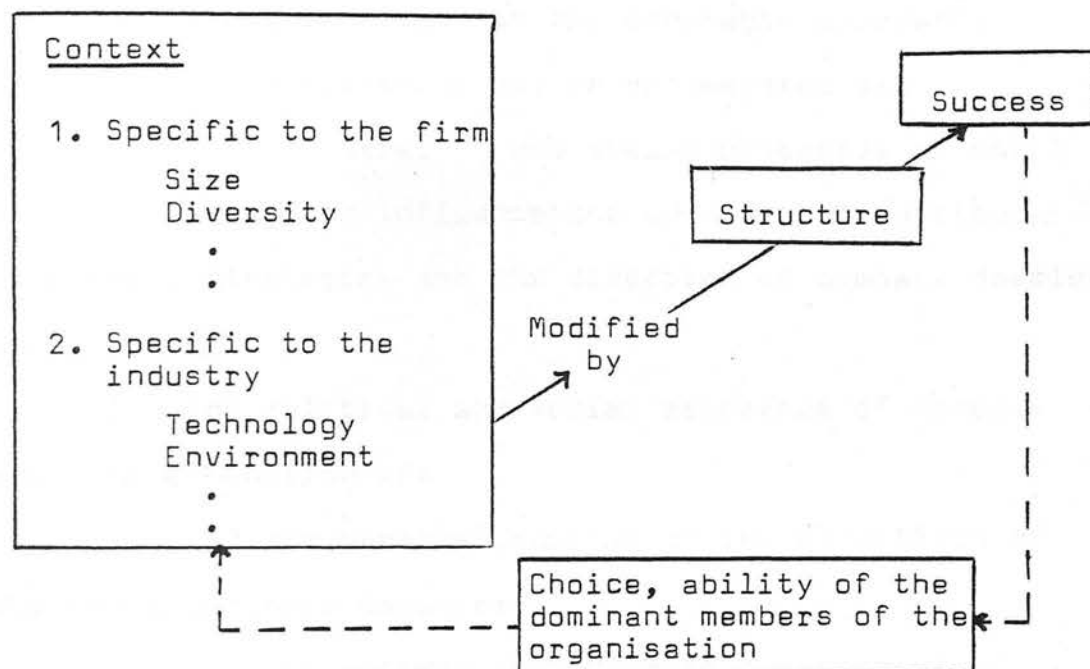 Context
1. Specific to the firm
Size
Diversity
.
.
2. Specific to the
industry
Technology
Environment
.
.
Modified
by
Structure
Success
Choice, ability of the
dominant members of the
organisation